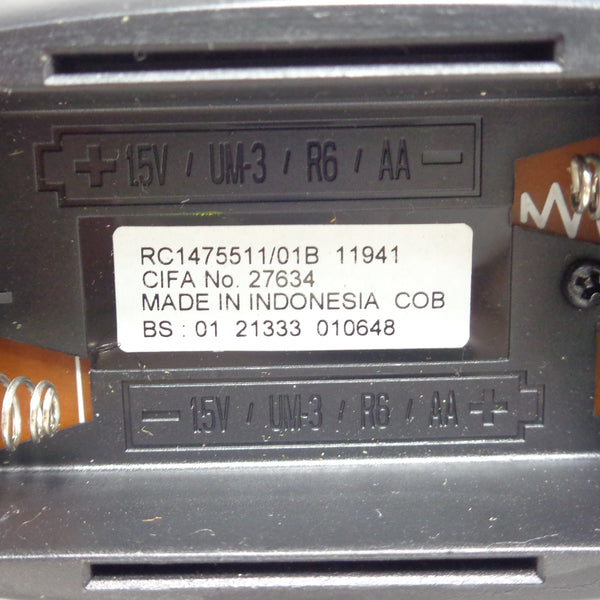 + 1.5V / UM-3 / R6 / AA −
RC1475511/01B 11941
CIFA No. 27634
MADE IN INDONESIA COB
BS : 01 21333 010648
− 1.5V / UM-3 / R6 / AA +